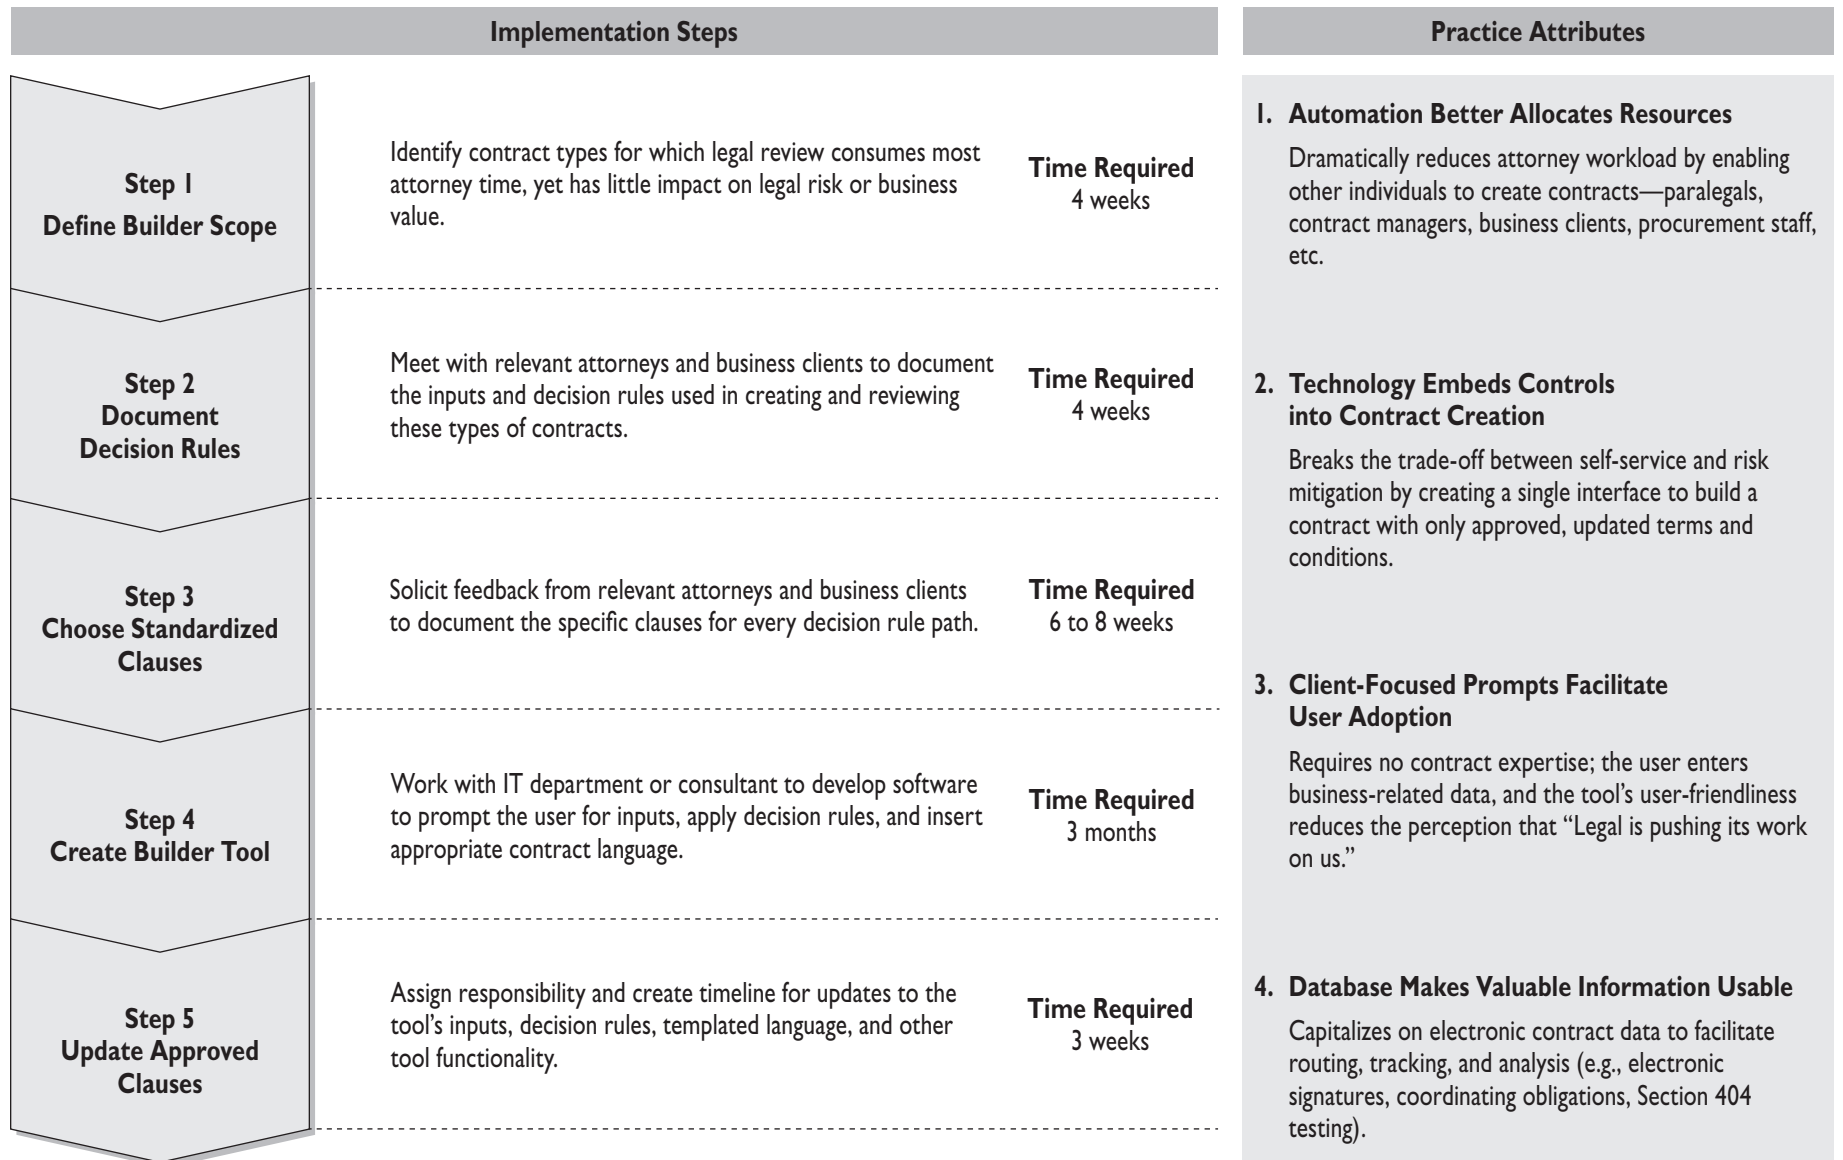 Implementation Steps
Step 1
Define Builder Scope
Identify contract types for which legal review consumes most
attorney time, yet has little impact on legal risk or business
value.
Time Required
4 weeks
Step 2
Document
Decision Rules
Meet with relevant attorneys and business clients to document
the inputs and decision rules used in creating and reviewing
these types of contracts.
Time Required
4 weeks
Step 3
Choose Standardized
Clauses
Solicit feedback from relevant attorneys and business clients
to document the specific clauses for every decision rule path.
Time Required
6 to 8 weeks
Step 4
Create Builder Tool
Work with IT department or consultant to develop software
to prompt the user for inputs, apply decision rules, and insert
appropriate contract language.
Time Required
3 months
Step 5
Update Approved
Clauses
Assign responsibility and create timeline for updates to the
tool's inputs, decision rules, templated language, and other
tool functionality.
Time Required
3 weeks
Practice Attributes
1. Automation Better Allocates Resources
Dramatically reduces attorney workload by enabling
other individuals to create contracts—paralegals,
contract managers, business clients, procurement staff,
etc.
2. Technology Embeds Controls
into Contract Creation
Breaks the trade-off between self-service and risk
mitigation by creating a single interface to build a
contract with only approved, updated terms and
conditions.
3. Client-Focused Prompts Facilitate
User Adoption
Requires no contract expertise; the user enters
business-related data, and the tool's user-friendliness
reduces the perception that “Legal is pushing its work
on us.”
4. Database Makes Valuable Information Usable
Capitalizes on electronic contract data to facilitate
routing, tracking, and analysis (e.g., electronic
signatures, coordinating obligations, Section 404
testing).